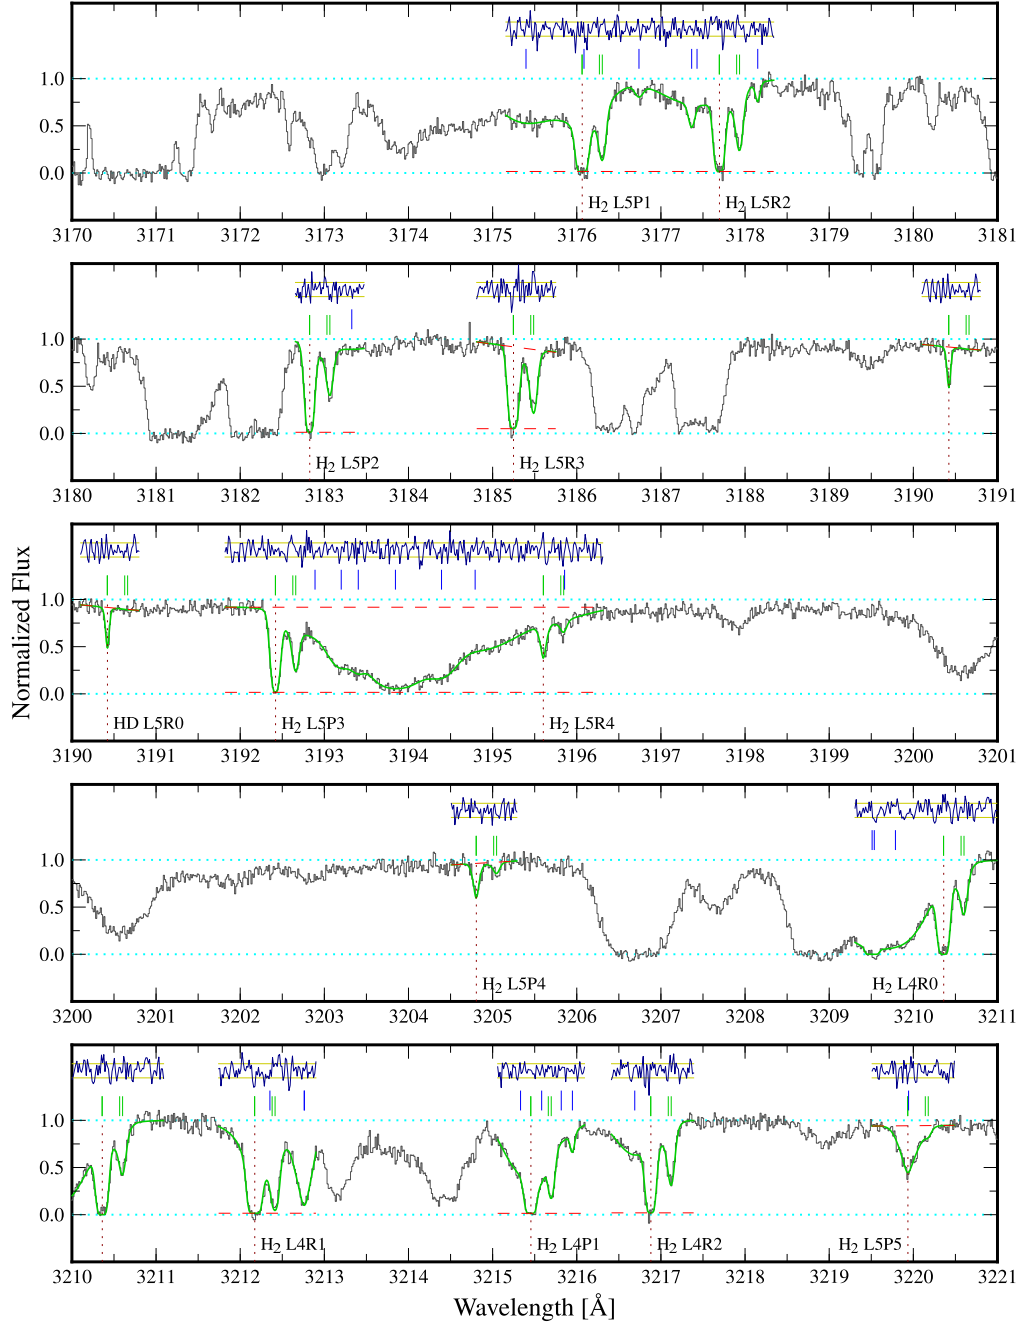 1.0
0.5
0.0
H2 L5P1
H2 L5R2
3170 3171 3172 3173 3174 3175 3176 3177 3178 3179 3180 3181
1.0
0.5
0.0
H2 L5P2
H2 L5R3
3180 3181 3182 3183 3184 3185 3186 3187 3188 3189 3190 3191
Normalized Flux
1.0
0.5
0.0
HD L5R0
H2 L5P3
H2 L5R4
3190 3191 3192 3193 3194 3195 3196 3197 3198 3199 3200 3201
1.0
0.5
0.0
H2 L5P4
H2 L4R0
3200 3201 3202 3203 3204 3205 3206 3207 3208 3209 3210 3211
1.0
0.5
0.0
H2 L4R1
H2 L4P1
H2 L4R2
H2 L5P5
3210 3211 3212 3213 3214 3215 3216 3217 3218 3219 3220 3221
Wavelength [Å]